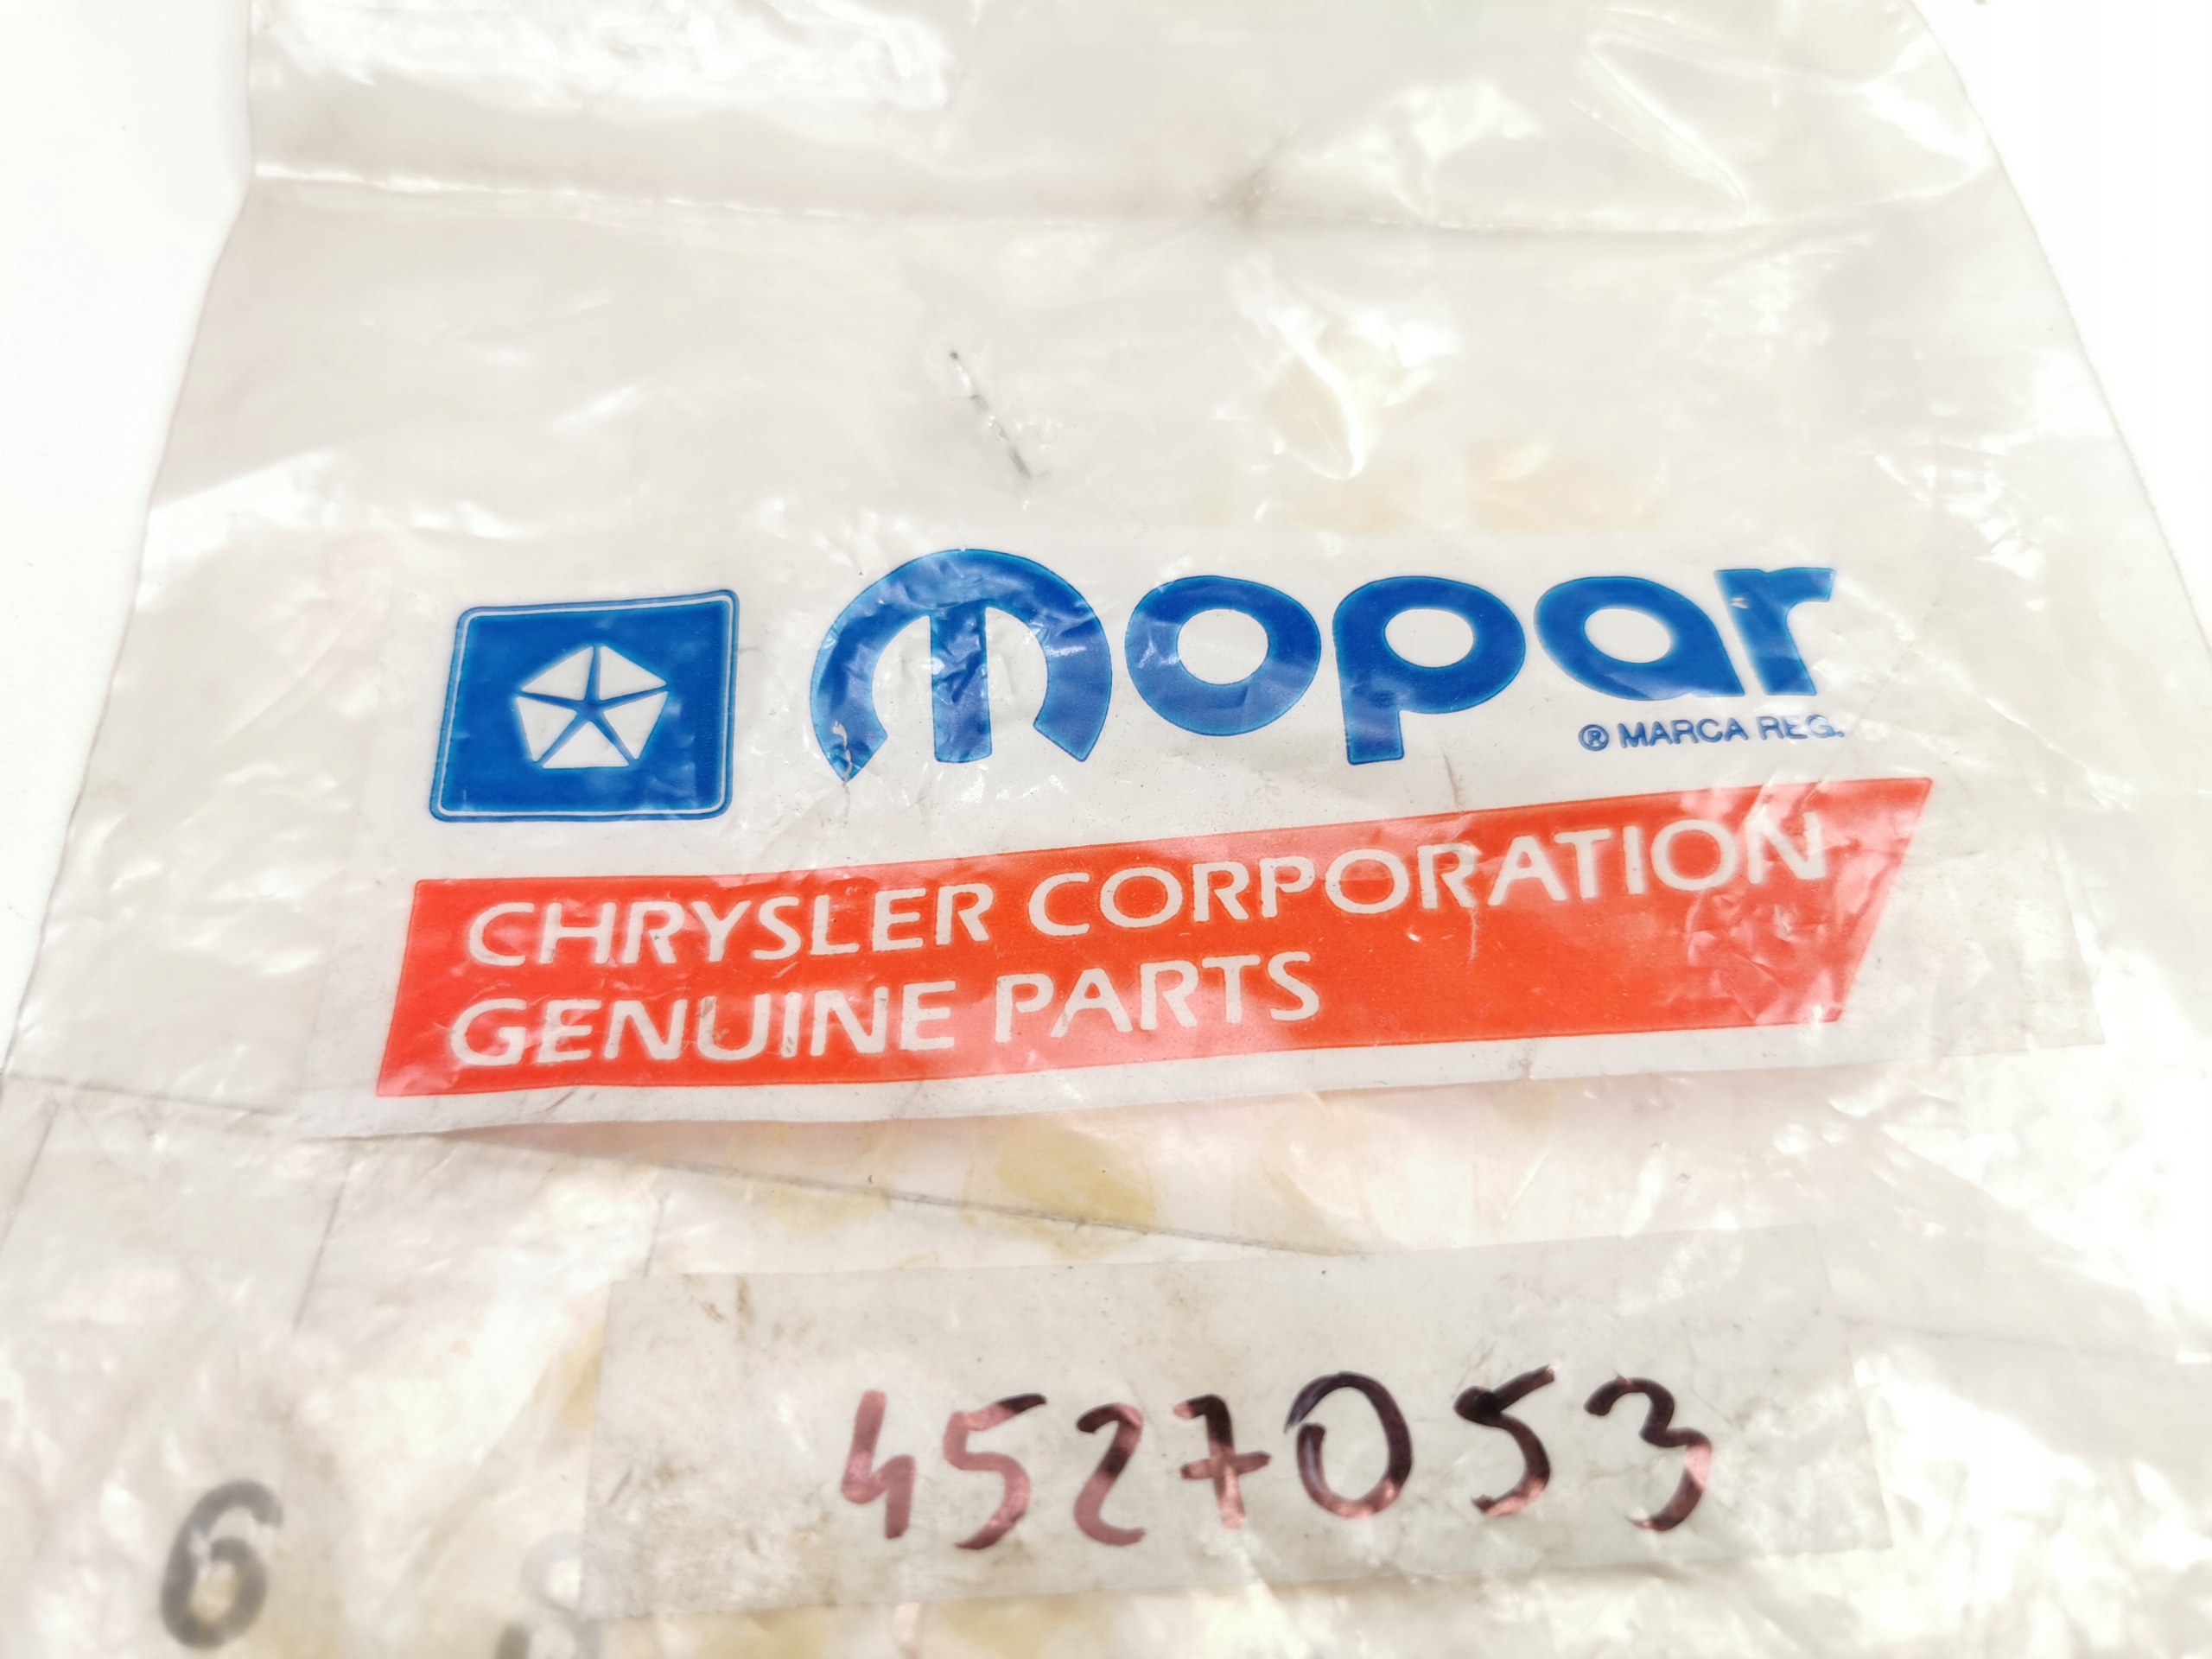 mopar
® MARCA REG.
CHRYSLER CORPORATION
GENUINE PARTS
4527053
6